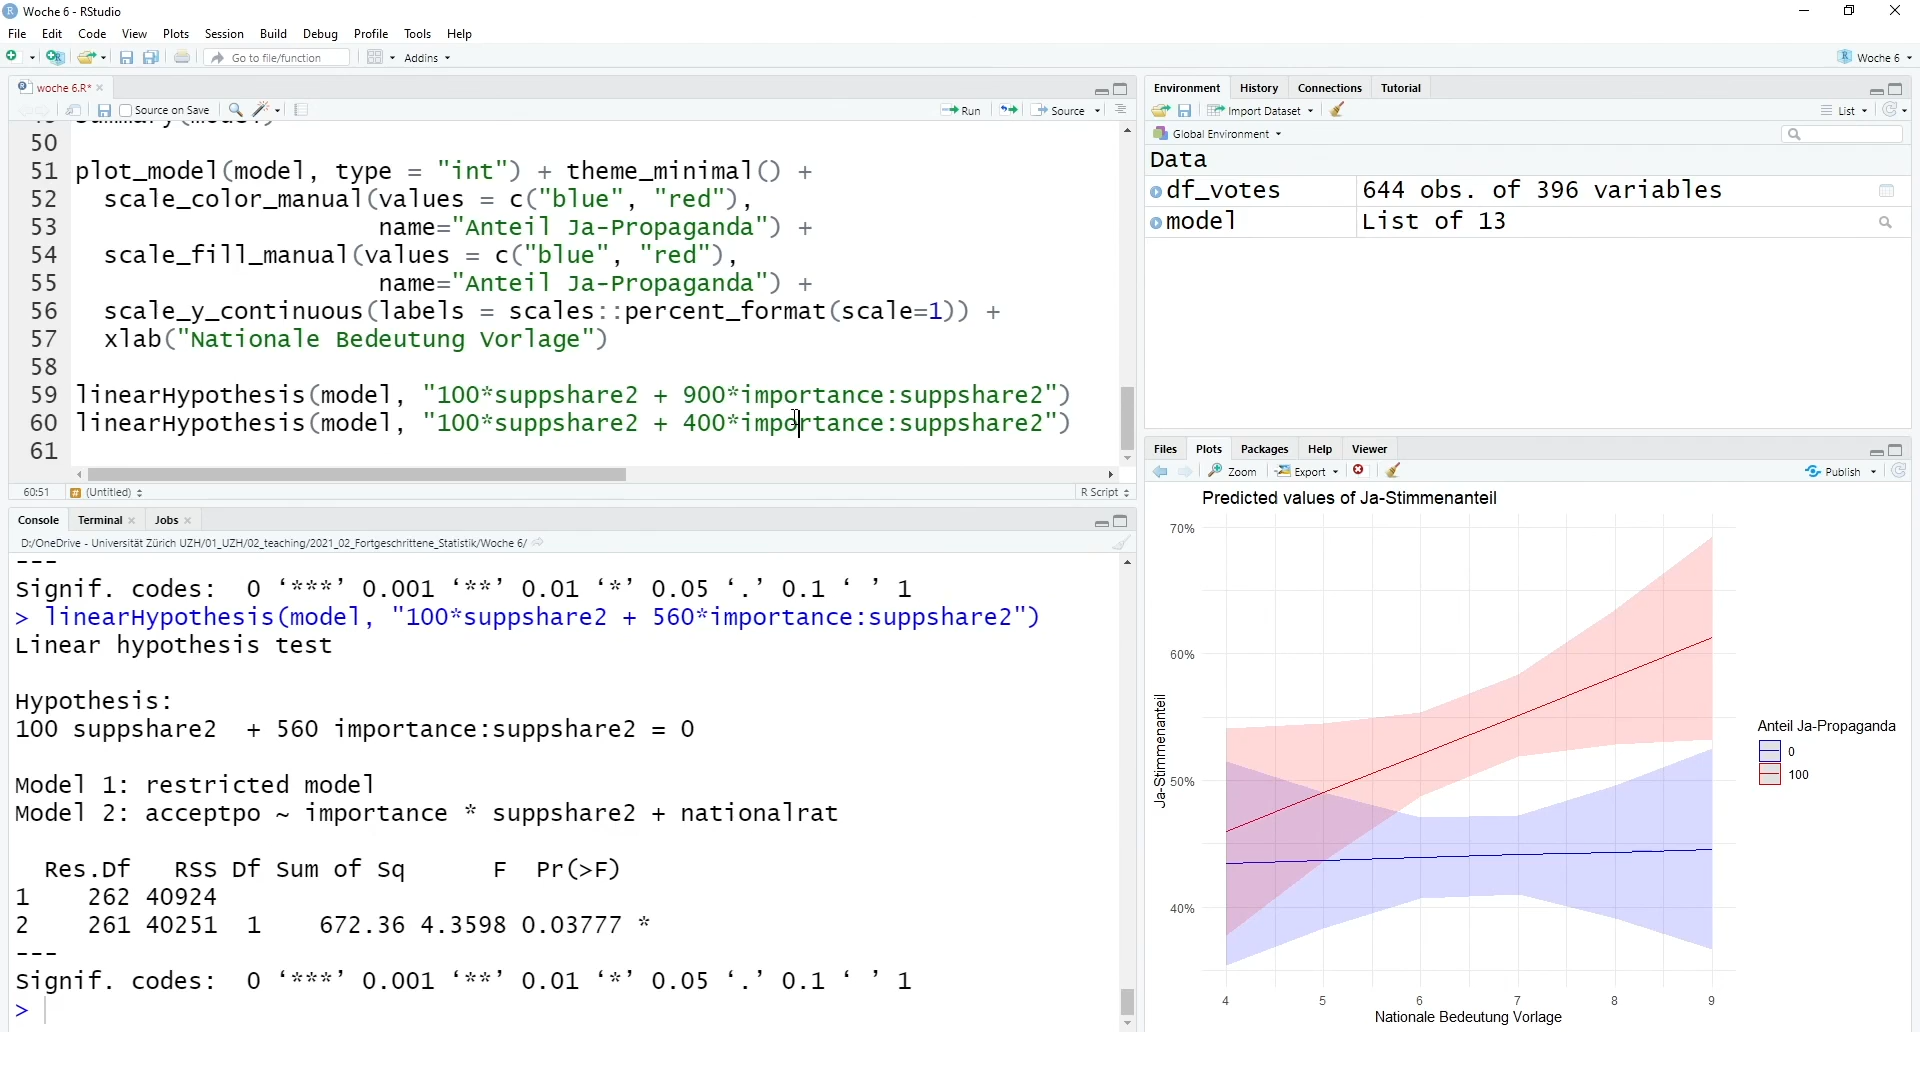 Woche 6 - RStudio
File Edit Code View Plots Session Build Debug Profile Tools Help
Go to file/function Addins Woche 6
woche 6.R*
Source on Save Run Source
50
51 plot_model(model, type = "int") + theme_minimal() +
52 scale_color_manual(values = c("blue", "red"),
53 name="Anteil Ja-Propaganda") +
54 scale_fill_manual(values = c("blue", "red"),
55 name="Anteil Ja-Propaganda") +
56 scale_y_continuous(labels = scales::percent_format(scale=1)) +
57 xlab("Nationale Bedeutung Vorlage")
58
59 linearHypothesis(model, "100*suppshare2 + 900*importance:suppshare2")
60 linearHypothesis(model, "100*suppshare2 + 400*importance:suppshare2")
61
60:51 (Untitled) R Script
Console Terminal Jobs
D:/OneDrive - Universität Zürich UZH/01_UZH/02_teaching/2021_02_Fortgeschrittene_Statistik/Woche 6/
---
Signif. codes: 0 ‘***’ 0.001 ‘**’ 0.01 ‘*’ 0.05 ‘.’ 0.1 ‘ ’ 1
> linearHypothesis(model, "100*suppshare2 + 560*importance:suppshare2")
Linear hypothesis test
Hypothesis:
100 suppshare2 + 560 importance:suppshare2 = 0
Model 1: restricted model
Model 2: acceptpo ~ importance * suppshare2 + nationalrat
Res.Df RSS Df Sum of Sq F Pr(>F)
1 262 40924
2 261 40251 1 672.36 4.3598 0.03777 *
---
Signif. codes: 0 ‘***’ 0.001 ‘**’ 0.01 ‘*’ 0.05 ‘.’ 0.1 ‘ ’ 1
>
Environment History Connections Tutorial
Import Dataset List
Global Environment
Data
df_votes 644 obs. of 396 variables
model List of 13
Files Plots Packages Help Viewer
Zoom Export Publish
Predicted values of Ja-Stimmenanteil
70%
60%
50%
40%
Ja-Stimmenanteil
4 5 6 7 8 9
Nationale Bedeutung Vorlage
Anteil Ja-Propaganda
0
100